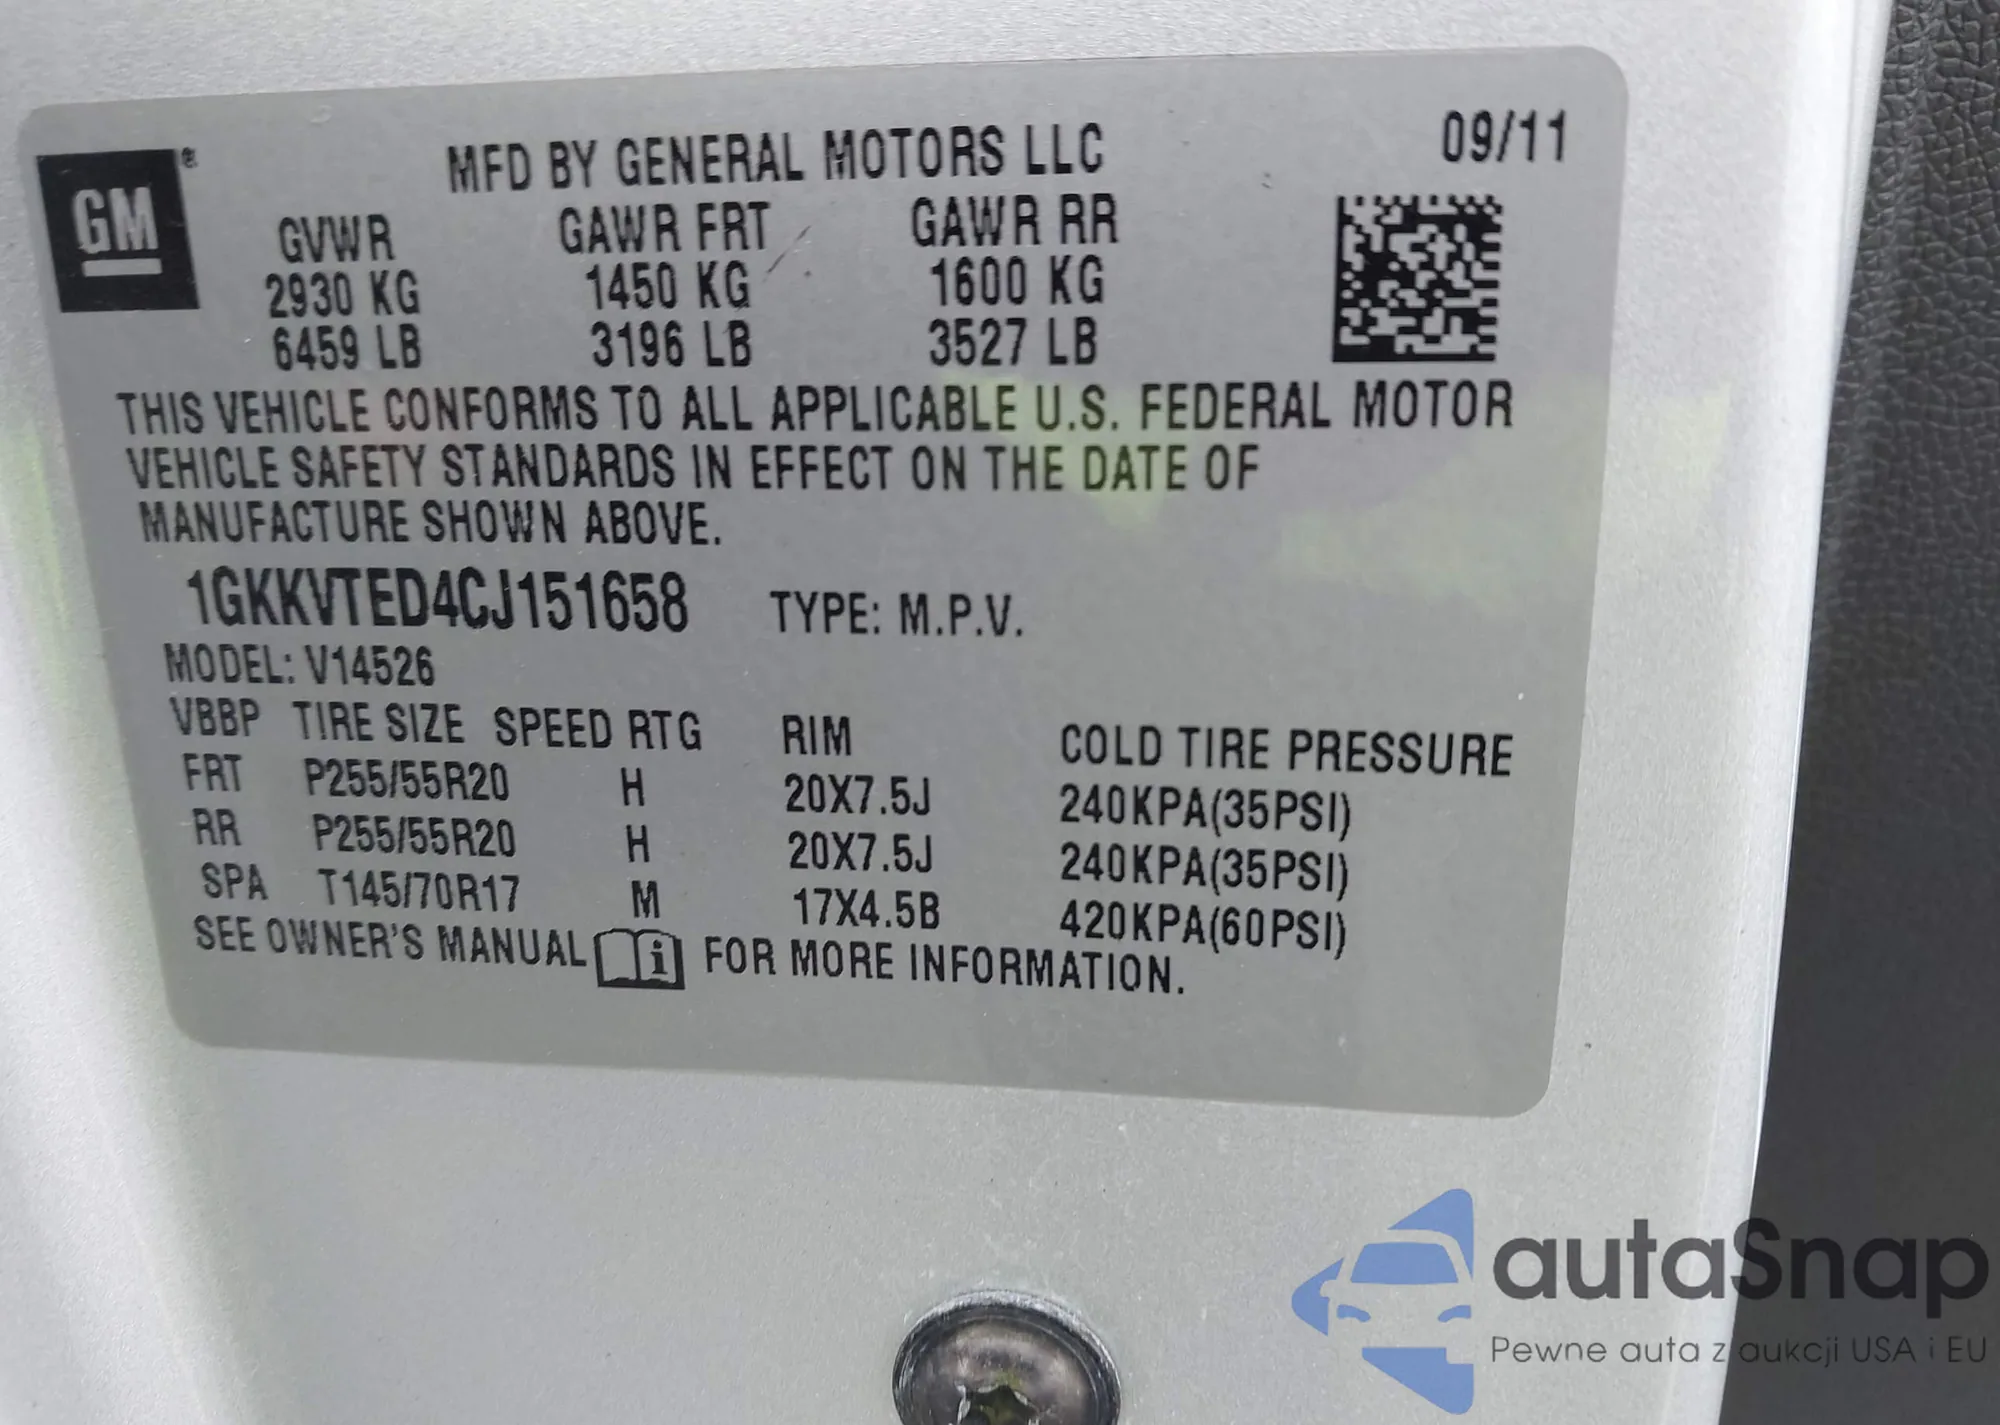 GM®
MFD BY GENERAL MOTORS LLC
09/11
GVWR GAWR FRT GAWR RR
2930 KG 1450 KG 1600 KG
6459 LB 3196 LB 3527 LB
THIS VEHICLE CONFORMS TO ALL APPLICABLE U.S. FEDERAL MOTOR
VEHICLE SAFETY STANDARDS IN EFFECT ON THE DATE OF
MANUFACTURE SHOWN ABOVE.
1GKKVTED4CJ151658 TYPE: M.P.V.
MODEL: V14526
VBBP TIRE SIZE SPEED RTG RIM COLD TIRE PRESSURE
FRT P255/55R20 H 20X7.5J 240KPA(35PSI)
RR P255/55R20 H 20X7.5J 240KPA(35PSI)
SPA T145/70R17 M 17X4.5B 420KPA(60PSI)
SEE OWNER'S MANUAL i FOR MORE INFORMATION.
autaSnap
Pewne auta z aukcji USA i EU